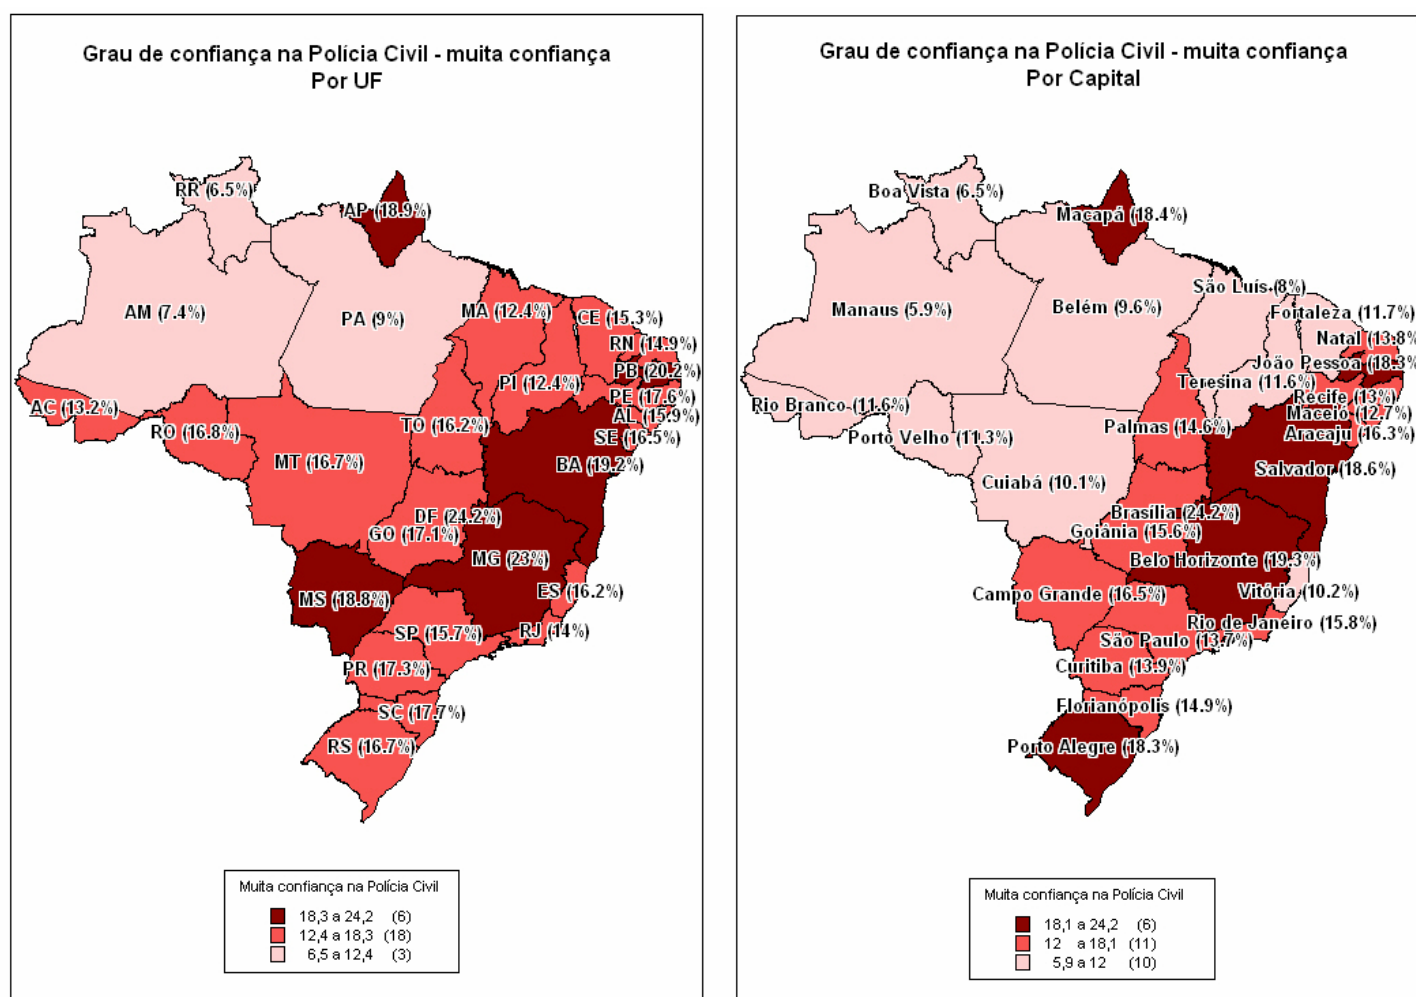 Grau de confiança na Polícia Civil - muita confiança
Por UF
RR (6.5%)
AP (18.9%)
AM (7.4%)
PA (9%)
MA (12.4%)
CE (15.3%)
RN (14.9%)
PB (20.2%)
PI (12.4%)
PE (17.6%)
AL (15.9%)
AC (13.2%)
RO (16.8%)
TO (16.2%)
SE (16.5%)
MT (16.7%)
BA (19.2%)
DF (24.2%)
GO (17.1%)
MG (23%)
MS (18.8%)
ES (16.2%)
SP (15.7%)
RJ (14%)
PR (17.3%)
SC (17.7%)
RS (16.7%)
Muita confiança na Polícia Civil
18,3 a 24,2 (6)
12,4 a 18,3 (18)
6,5 a 12,4 (3)
Grau de confiança na Polícia Civil - muita confiança
Por Capital
Boa Vista (6.5%)
Macapá (18.4%)
São Luís (8%)
Manaus (5.9%)
Belém (9.6%)
Fortaleza (11.7%)
Natal (13.8%)
João Pessoa (18.3%)
Teresina (11.6%)
Recife (13%)
Rio Branco (11.6%)
Maceió (12.7%)
Palmas (14.6%)
Aracaju (16.3%)
Porto Velho (11.3%)
Salvador (18.6%)
Cuiabá (10.1%)
Brasília (24.2%)
Goiânia (15.6%)
Belo Horizonte (19.3%)
Vitória (10.2%)
Campo Grande (16.5%)
Rio de Janeiro (15.8%)
São Paulo (13.7%)
Curitiba (13.9%)
Florianópolis (14.9%)
Porto Alegre (18.3%)
Muita confiança na Polícia Civil
18,1 a 24,2 (6)
12 a 18,1 (11)
5,9 a 12 (10)